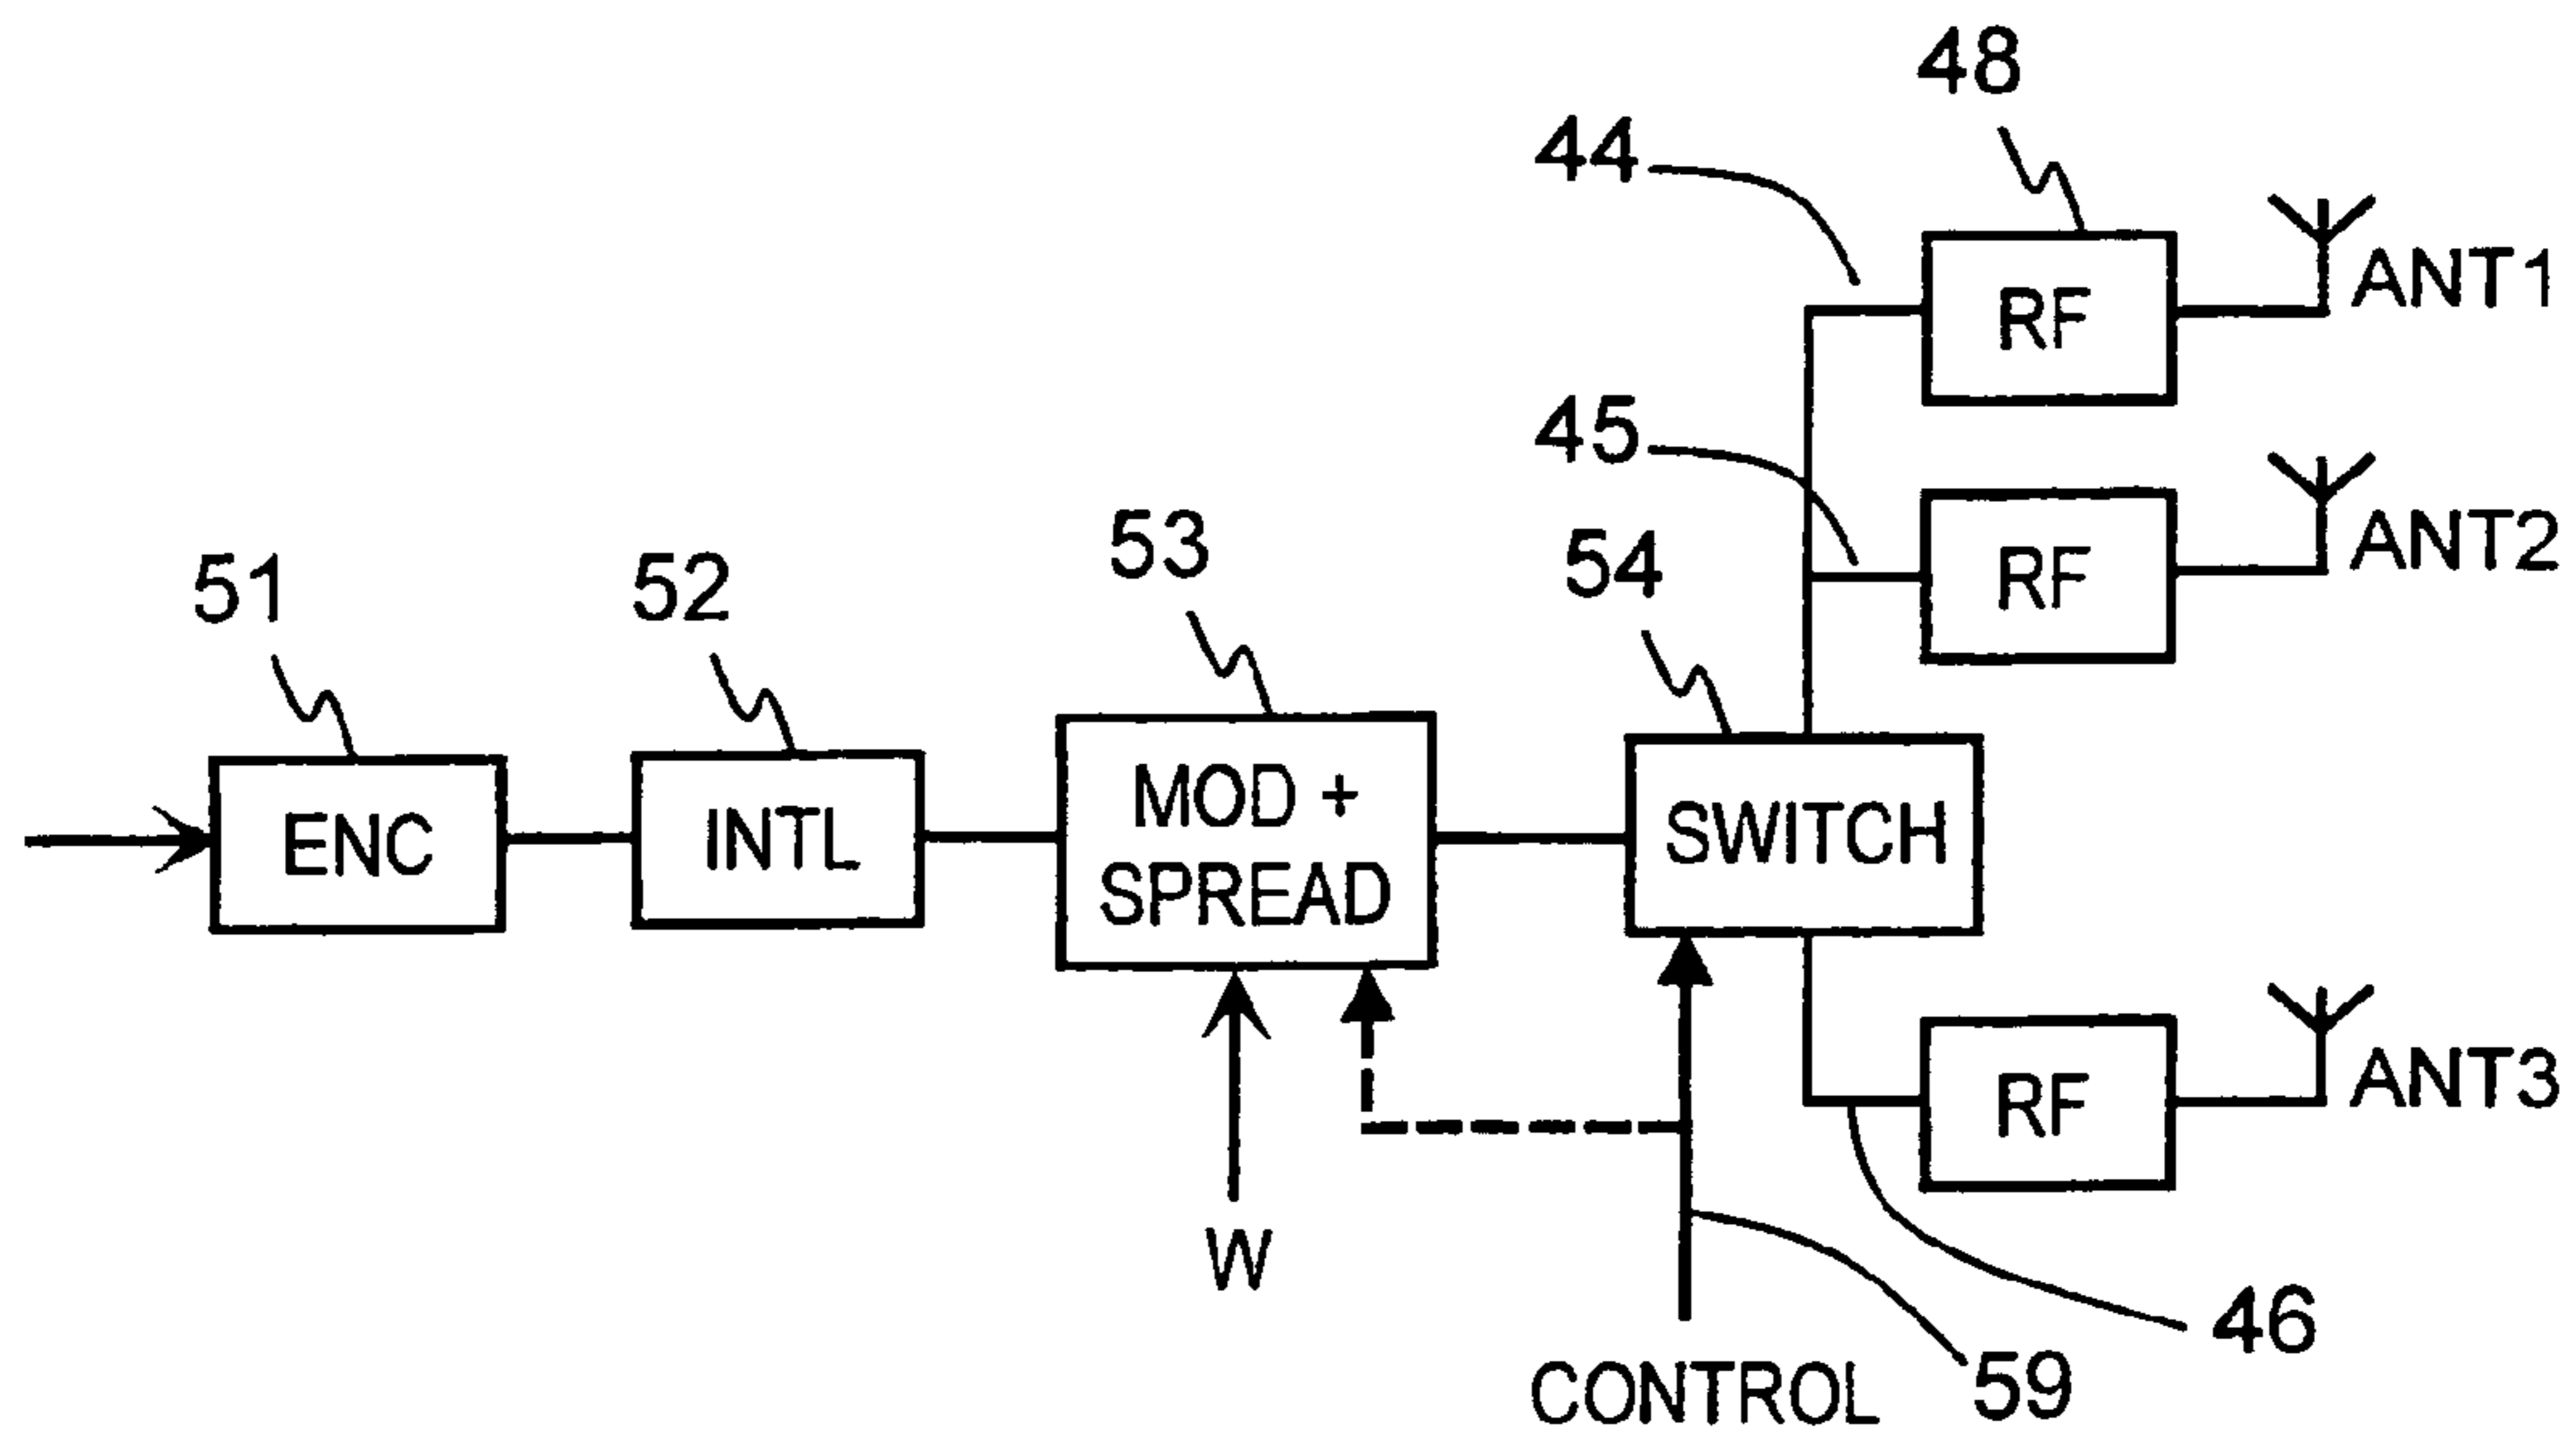 48
44
RF
ANT1
45
RF
ANT2
54
53
51
52
ENC
INTL
MOD +
SPREAD
SWITCH
RF
ANT3
W
46
CONTROL
59